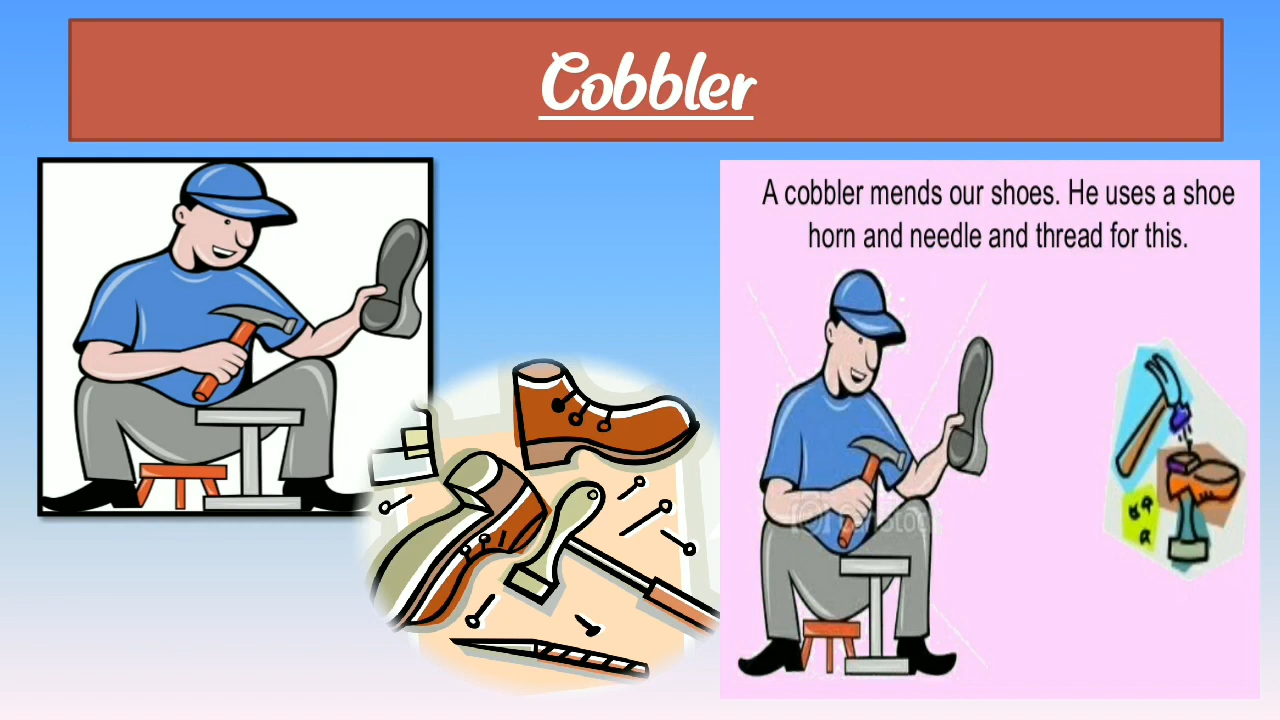 Cobbler
A cobbler mends our shoes. He uses a shoe
horn and needle and thread for this.